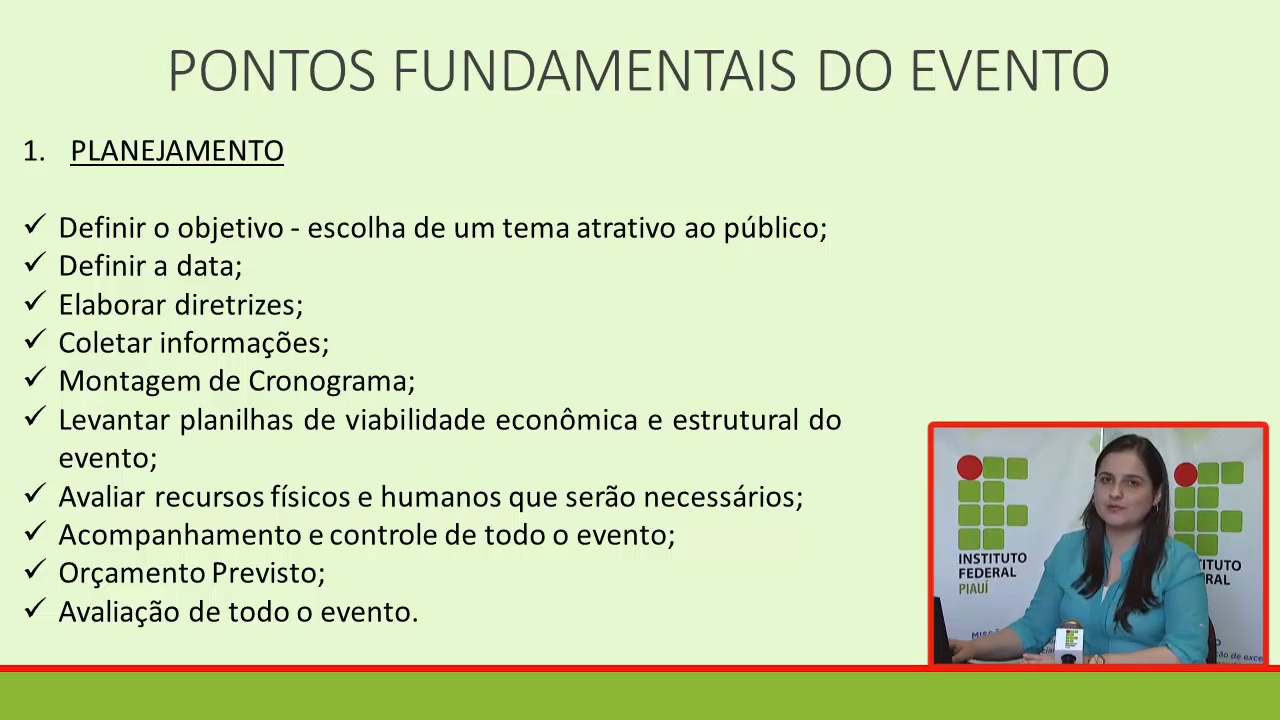 PONTOS FUNDAMENTAIS DO EVENTO
1. PLANEJAMENTO
✓ Definir o objetivo - escolha de um tema atrativo ao público;
✓ Definir a data;
✓ Elaborar diretrizes;
✓ Coletar informações;
✓ Montagem de Cronograma;
✓ Levantar planilhas de viabilidade econômica e estrutural do
evento;
✓ Avaliar recursos físicos e humanos que serão necessários;
✓ Acompanhamento e controle de todo o evento;
✓ Orçamento Previsto;
✓ Avaliação de todo o evento.
INSTITUTO
FEDERAL
PIAUÍ